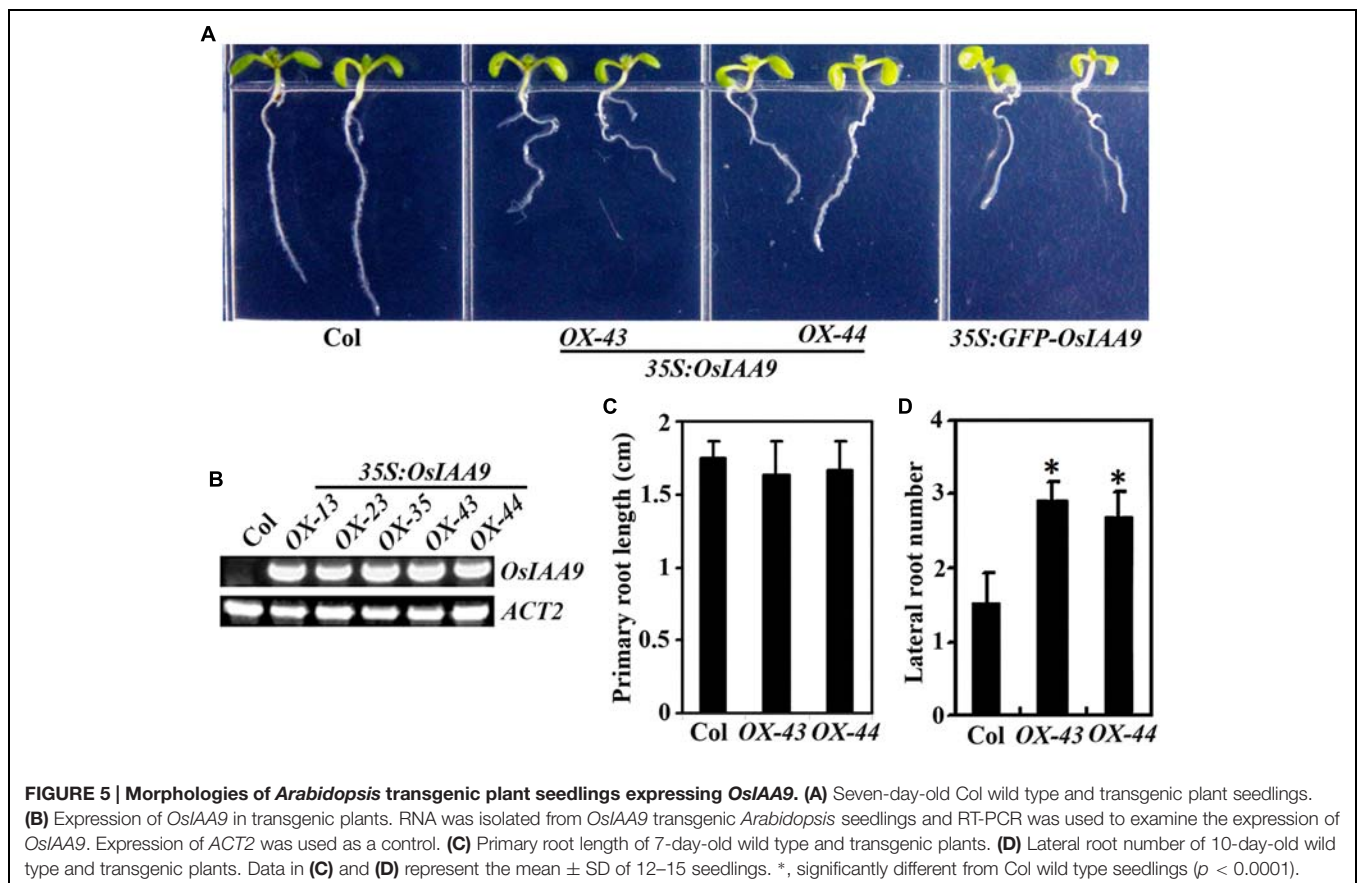 A
Col
OX-43
OX-44
35S:GFP-OsIAA9
35S:OsIAA9
B
35S:OsIAA9
Col
OX-13
OX-23
OX-35
OX-43
OX-44
OsIAA9
ACT2
C
Primary root length (cm)
2
1.5
1
0.5
0
Col OX-43 OX-44
D
Lateral root number
4
3
2
1
0
*
*
Col OX-43 OX-44
FIGURE 5 | Morphologies of Arabidopsis transgenic plant seedlings expressing OsIAA9. (A) Seven-day-old Col wild type and transgenic plant seedlings.
(B) Expression of OsIAA9 in transgenic plants. RNA was isolated from OsIAA9 transgenic Arabidopsis seedlings and RT-PCR was used to examine the expression of
OsIAA9. Expression of ACT2 was used as a control. (C) Primary root length of 7-day-old wild type and transgenic plants. (D) Lateral root number of 10-day-old wild
type and transgenic plants. Data in (C) and (D) represent the mean ± SD of 12–15 seedlings. *, significantly different from Col wild type seedlings (p < 0.0001).